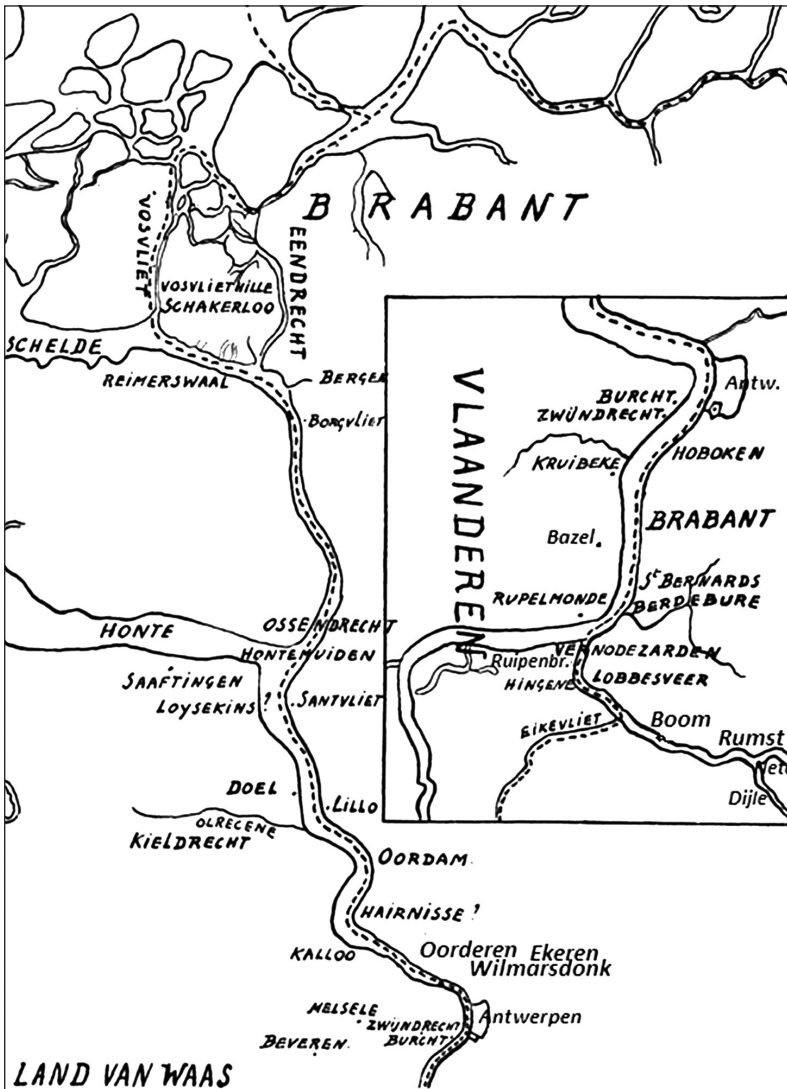 BRABANT
VOSVLIET
EENDRECHT
VOSVLIETHILLE
SCHAKERLOO
SCHELDE
REIMERSWAAL
BERGEN
BORGVLIET
HONTE
OSSENDRECHT
HONTEMUIDEN
SAAFTINGEN
LOYSEKINS?
SANTVLIET
DOEL
LILLO
OLRECENE
KIELDRECHT
OORDAM
HAIRNISSE?
KALLOO
Oorderen Ekeren
Wilmarsdonk
MELSELE
ZWIJNDRECHT
BURCHT
Antwerpen
BEVEREN
LAND VAN WAAS
VLAANDEREN
Antw.
BURCHT.
ZWIJNDRECHT.
HOBOKEN
KRUIBEKE
BRABANT
Bazel
St BERNARDS
BERDEBURE
RUPELMONDE
VERNODEZARDEN
Ruipenbr.
HINGENE
LOBBESVEER
EIKEVLIET
Boom
Rumst
Dijle